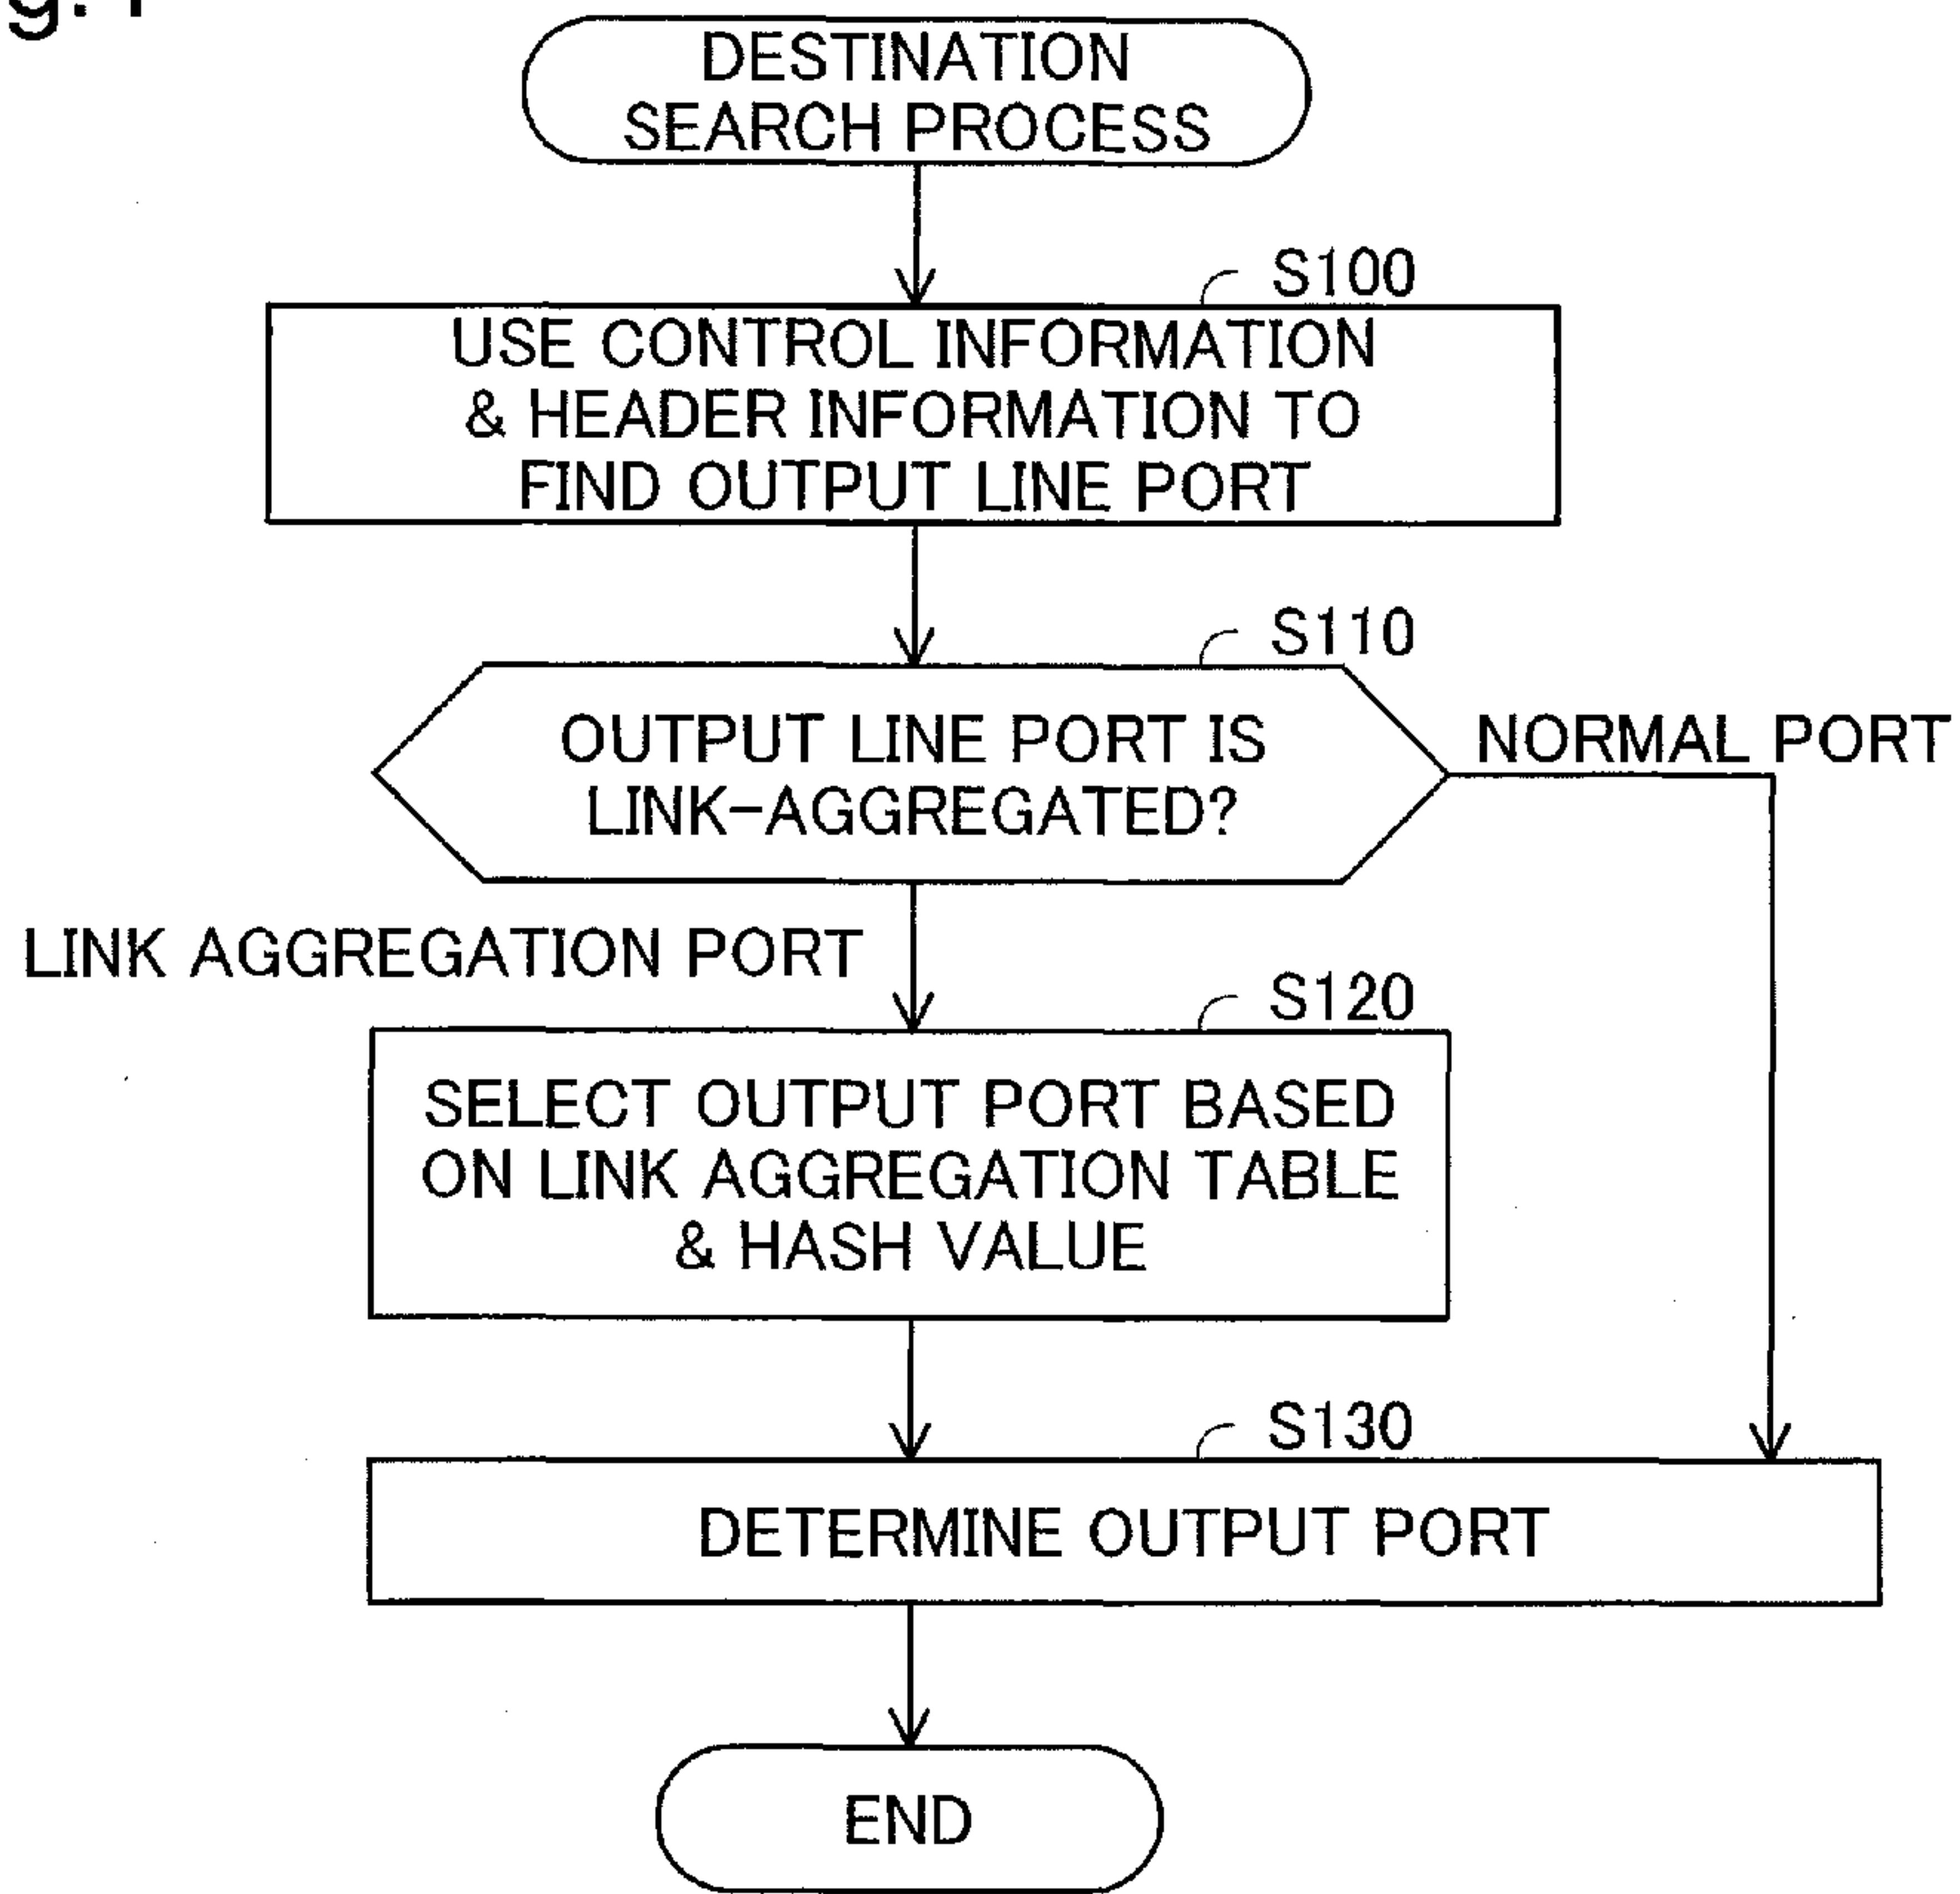 DESTINATION
SEARCH PROCESS
S100
USE CONTROL INFORMATION
& HEADER INFORMATION TO
FIND OUTPUT LINE PORT
S110
OUTPUT LINE PORT IS
LINK-AGGREGATED?
NORMAL PORT
LINK AGGREGATION PORT
S120
SELECT OUTPUT PORT BASED
ON LINK AGGREGATION TABLE
& HASH VALUE
S130
DETERMINE OUTPUT PORT
END